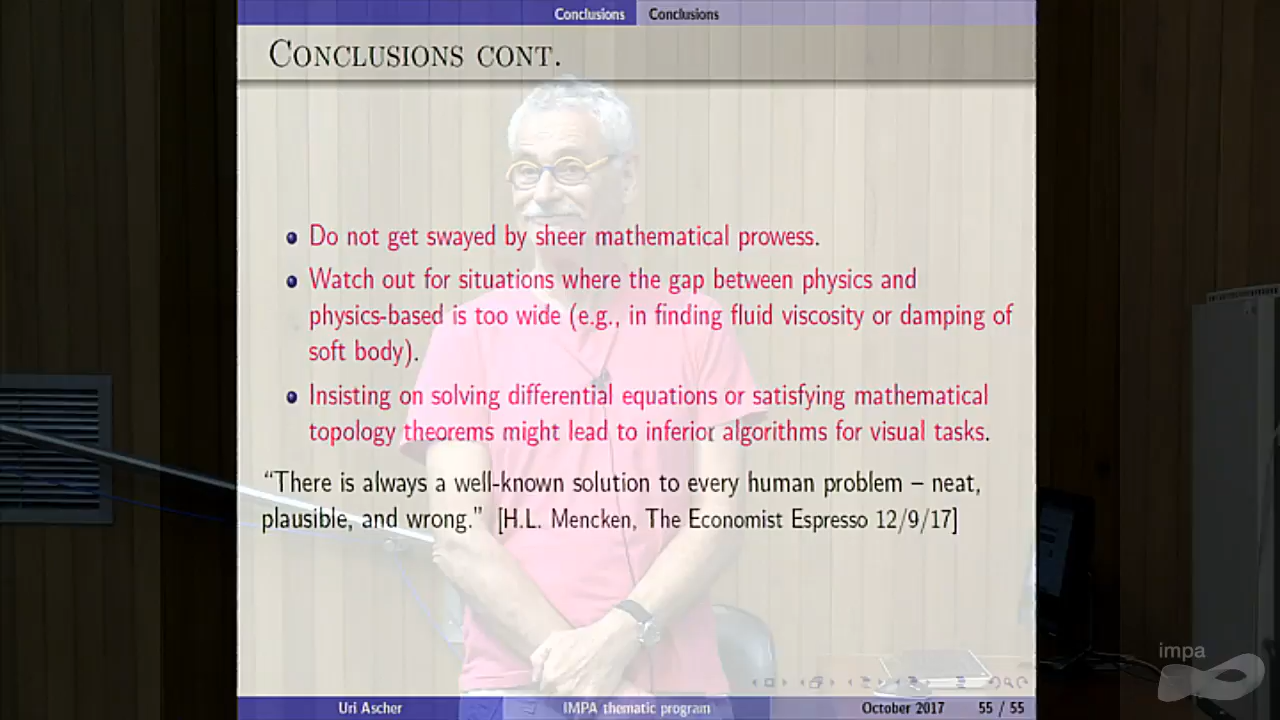 Conclusions Conclusions
CONCLUSIONS CONT.
Do not get swayed by sheer mathematical prowess.
Watch out for situations where the gap between physics and
physics-based is too wide (e.g., in finding fluid viscosity or damping of
soft body).
Insisting on solving differential equations or satisfying mathematical
topology theorems might lead to inferior algorithms for visual tasks.
“There is always a well-known solution to every human problem – neat,
plausible, and wrong.” [H.L. Mencken, The Economist Espresso 12/9/17]
impa
Uri Ascher IMPA thematic program October 2017 55 / 55